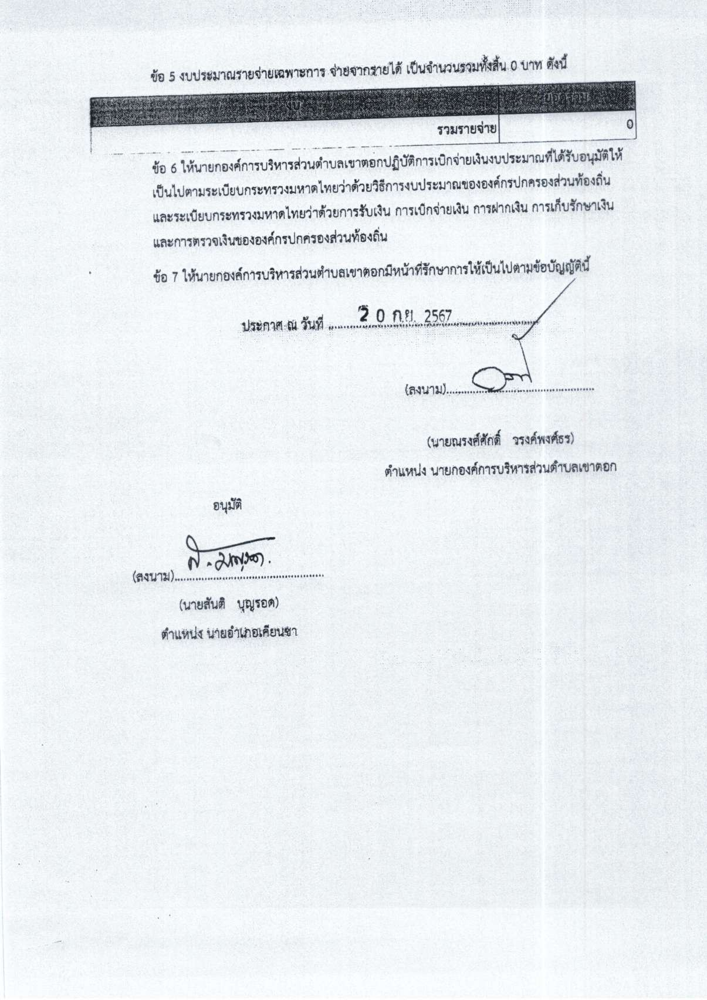 ข้อ 5 งบประมาณรายจ่ายเฉพาะการ จ่ายจากรายได้ เป็นจำนวนรวมทั้งสิ้น 0 บาท ดังนี้
งบ ยอดรวม
รวมรายจ่าย 0
ข้อ 6 ให้นายกองค์การบริหารส่วนตำบลเขาตอกปฏิบัติการเบิกจ่ายเงินงบประมาณที่ได้รับอนุมัติให้
เป็นไปตามระเบียบกระทรวงมหาดไทยว่าด้วยวิธีการงบประมาณขององค์กรปกครองส่วนท้องถิ่น
และระเบียบกระทรวงมหาดไทยว่าด้วยการรับเงิน การเบิกจ่ายเงิน การฝากเงิน การเก็บรักษาเงิน
และการตรวจเงินขององค์กรปกครองส่วนท้องถิ่น
ข้อ 7 ให้นายกองค์การบริหารส่วนตำบลเขาตอกมีหน้าที่รักษาการให้เป็นไปตามข้อบัญญัตินี้
ประกาศ ณ วันที่ 20 ก.ย. 2567
(ลงนาม)
(นายณรงค์ศักดิ์ วรงค์พงศ์ธร)
ตำแหน่ง นายกองค์การบริหารส่วนตำบลเขาตอก
อนุมัติ
(ลงนาม)
(นายสันติ บุญรอด)
ตำแหน่ง นายอำเภอเคียนซา